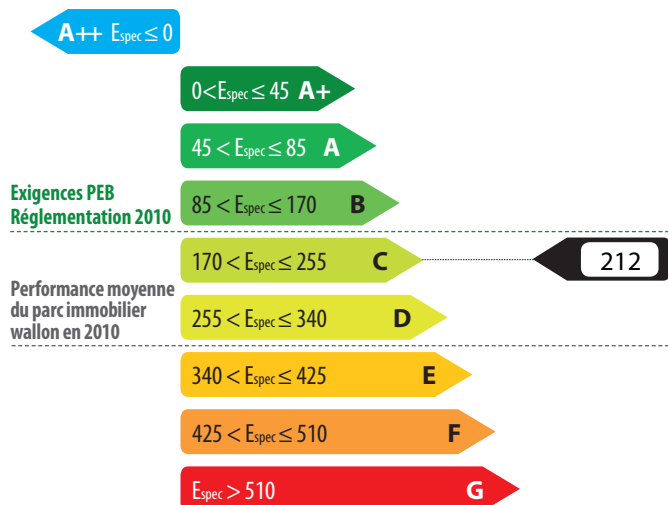 A++ Espec ≤ 0
0<Espec ≤ 45 A+
45 < Espec ≤ 85 A
Exigences PEB
Réglementation 2010
85 < Espec ≤ 170 B
170 < Espec ≤ 255 C
212
Performance moyenne
du parc immobilier
wallon en 2010
255 < Espec ≤ 340 D
340 < Espec ≤ 425 E
425 < Espec ≤ 510 F
Espec > 510 G